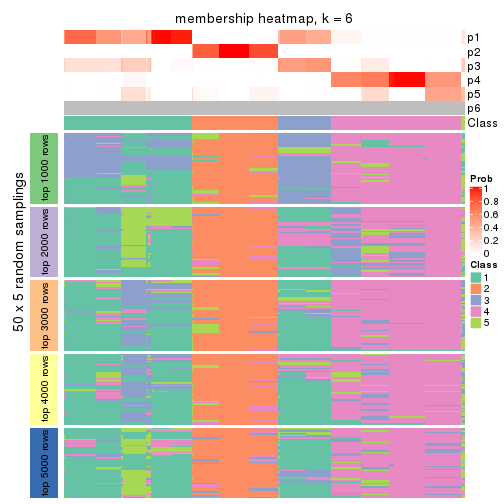 membership heatmap, k = 6
p1
p2
p3
p4
p5
p6
Class
50 x 5 random samplings
top 1000 rows
top 2000 rows
top 3000 rows
top 4000 rows
top 5000 rows
Prob
1
0.8
0.6
0.4
0.2
0
Class
1
2
3
4
5